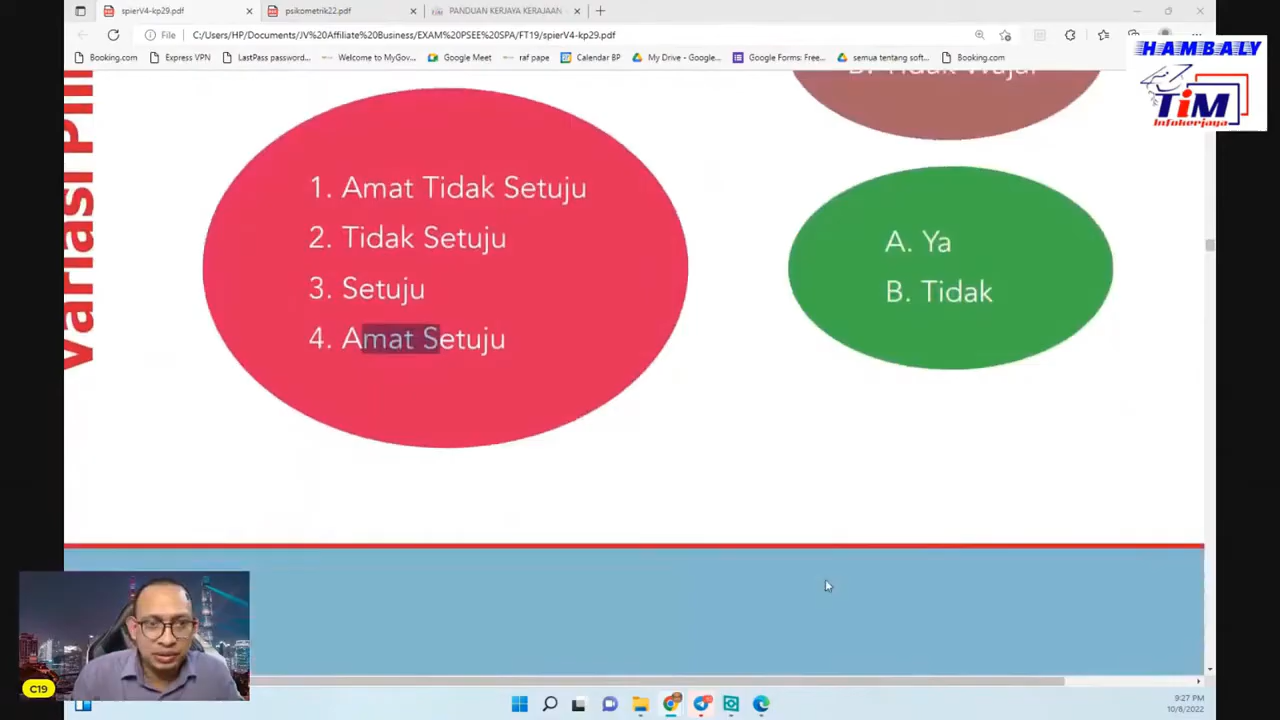 spierV4-kp29.pdf
psikometrik22.pdf
PANDUAN KERJAYA KERAJAAN
File
C:/Users/HP/Documents/JV%20Affiliate%20Business/EXAM%20PSEE%20SPA/FT19/spierV4-kp29.pdf
Booking.com
Express VPN
LastPass password...
Welcome to MyGov...
Google Meet
raf pape
Calendar BP
My Drive - Google...
Google Forms: Free...
semua tentang soft...
Booking.com
HAMBALY
TiM
Infokerjaya
B. Tidak Wajar
1. Amat Tidak Setuju
2. Tidak Setuju
3. Setuju
4. Amat Setuju
A. Ya
B. Tidak
C19
9:27 PM
10/8/2022